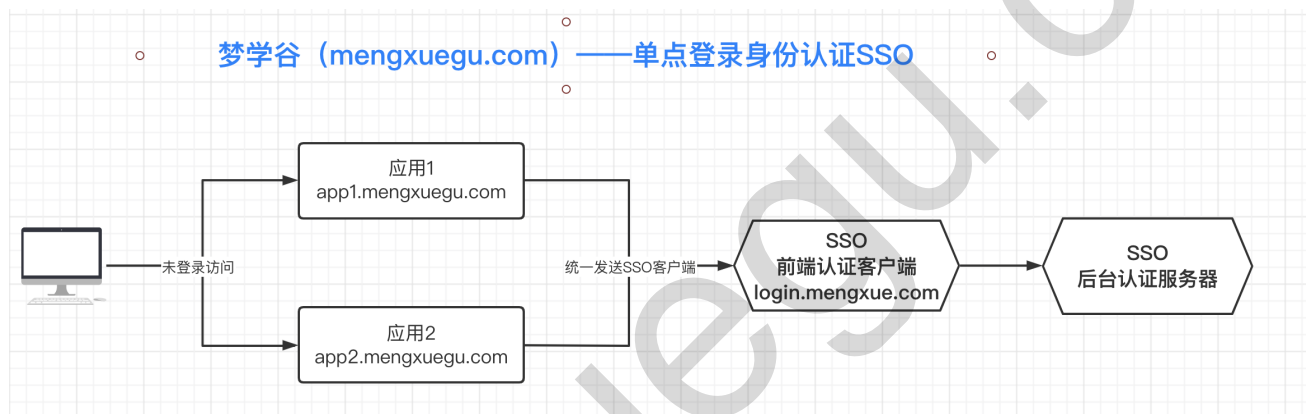 梦学谷（mengxuegu.com）——单点登录身份认证SSO
应用1
app1.mengxuegu.com
未登录访问
统一发送SSO客户端
SSO
前端认证客户端
login.mengxue.com
SSO
后台认证服务器
应用2
app2.mengxuegu.com
uegu.c